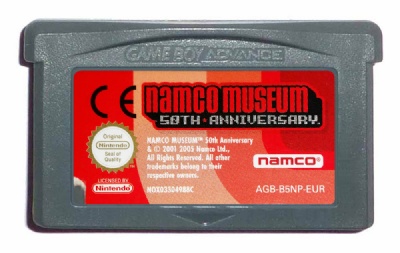 GAME BOY ADVANCE
CE
NAMCO MUSEUM
50TH ANNIVERSARY
Original
Nintendo
Seal of Quality
NAMCO MUSEUM™ 50th Anniversary
© 2001 2005 Namco Ltd.,
All Rights Reserved. All other
trademarks belong to their
respective owners.
namco®
LICENSED BY
Nintendo
AGB-B5NP-EUR